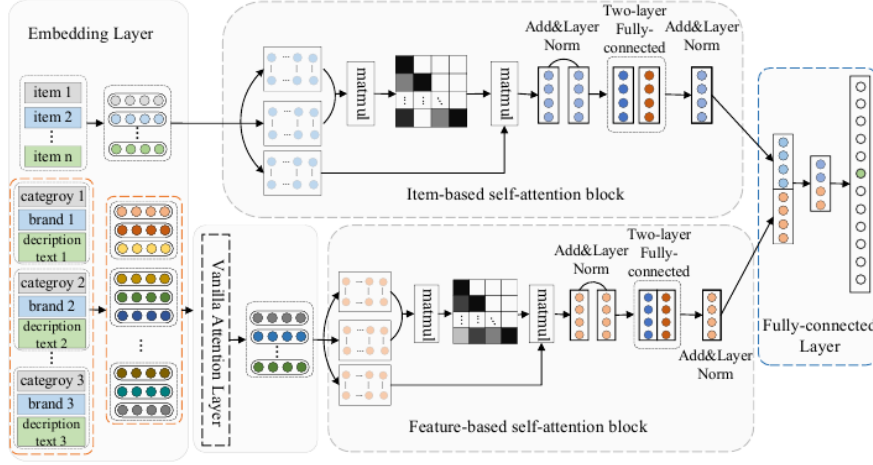 Embedding Layer
item 1
item 2
item n
categroy 1
brand 1
decription
text 1
categroy 2
brand 2
decription
text 2
categroy 3
brand 3
decription
text 3
Vanilla Attention Layer
matmul
matmul
Add&Layer
Norm
Two-layer
Fully-
connected
Add&Layer
Norm
Item-based self-attention block
matmul
matmul
Add&Layer
Norm
Two-layer
Fully-
connected
Add&Layer
Norm
Feature-based self-attention block
Fully-connected
Layer